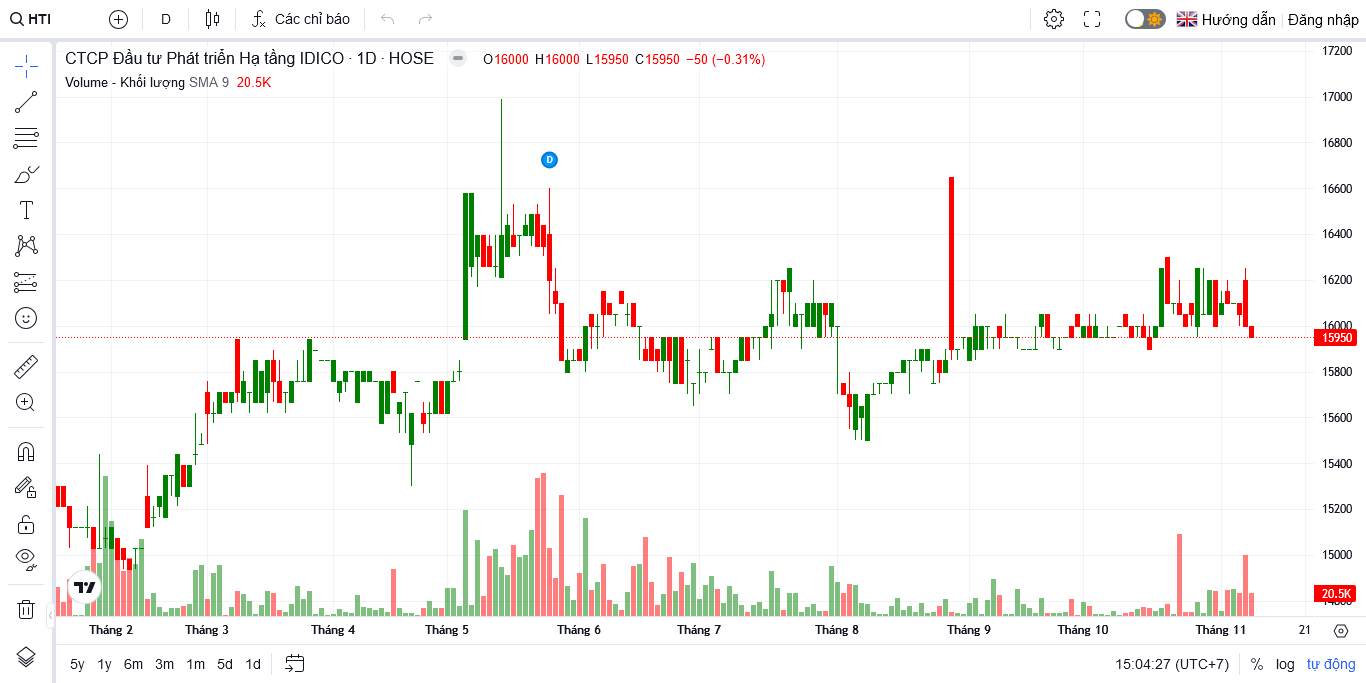 HTI D Các chỉ báo Hướng dẫn Đăng nhập
CTCP Đầu tư Phát triển Hạ tầng IDICO · 1D · HOSE O16000 H16000 L15950 C15950 −50 (−0.31%)
Volume - Khối lượng SMA 9 20.5K
D
17200
17000
16800
16600
16400
16200
16000
15950
15800
15600
15400
15200
15000
20.5K
Tháng 2 Tháng 3 Tháng 4 Tháng 5 Tháng 6 Tháng 7 Tháng 8 Tháng 9 Tháng 10 Tháng 11 21
5y 1y 6m 3m 1m 5d 1d 15:04:27 (UTC+7) % log tự động